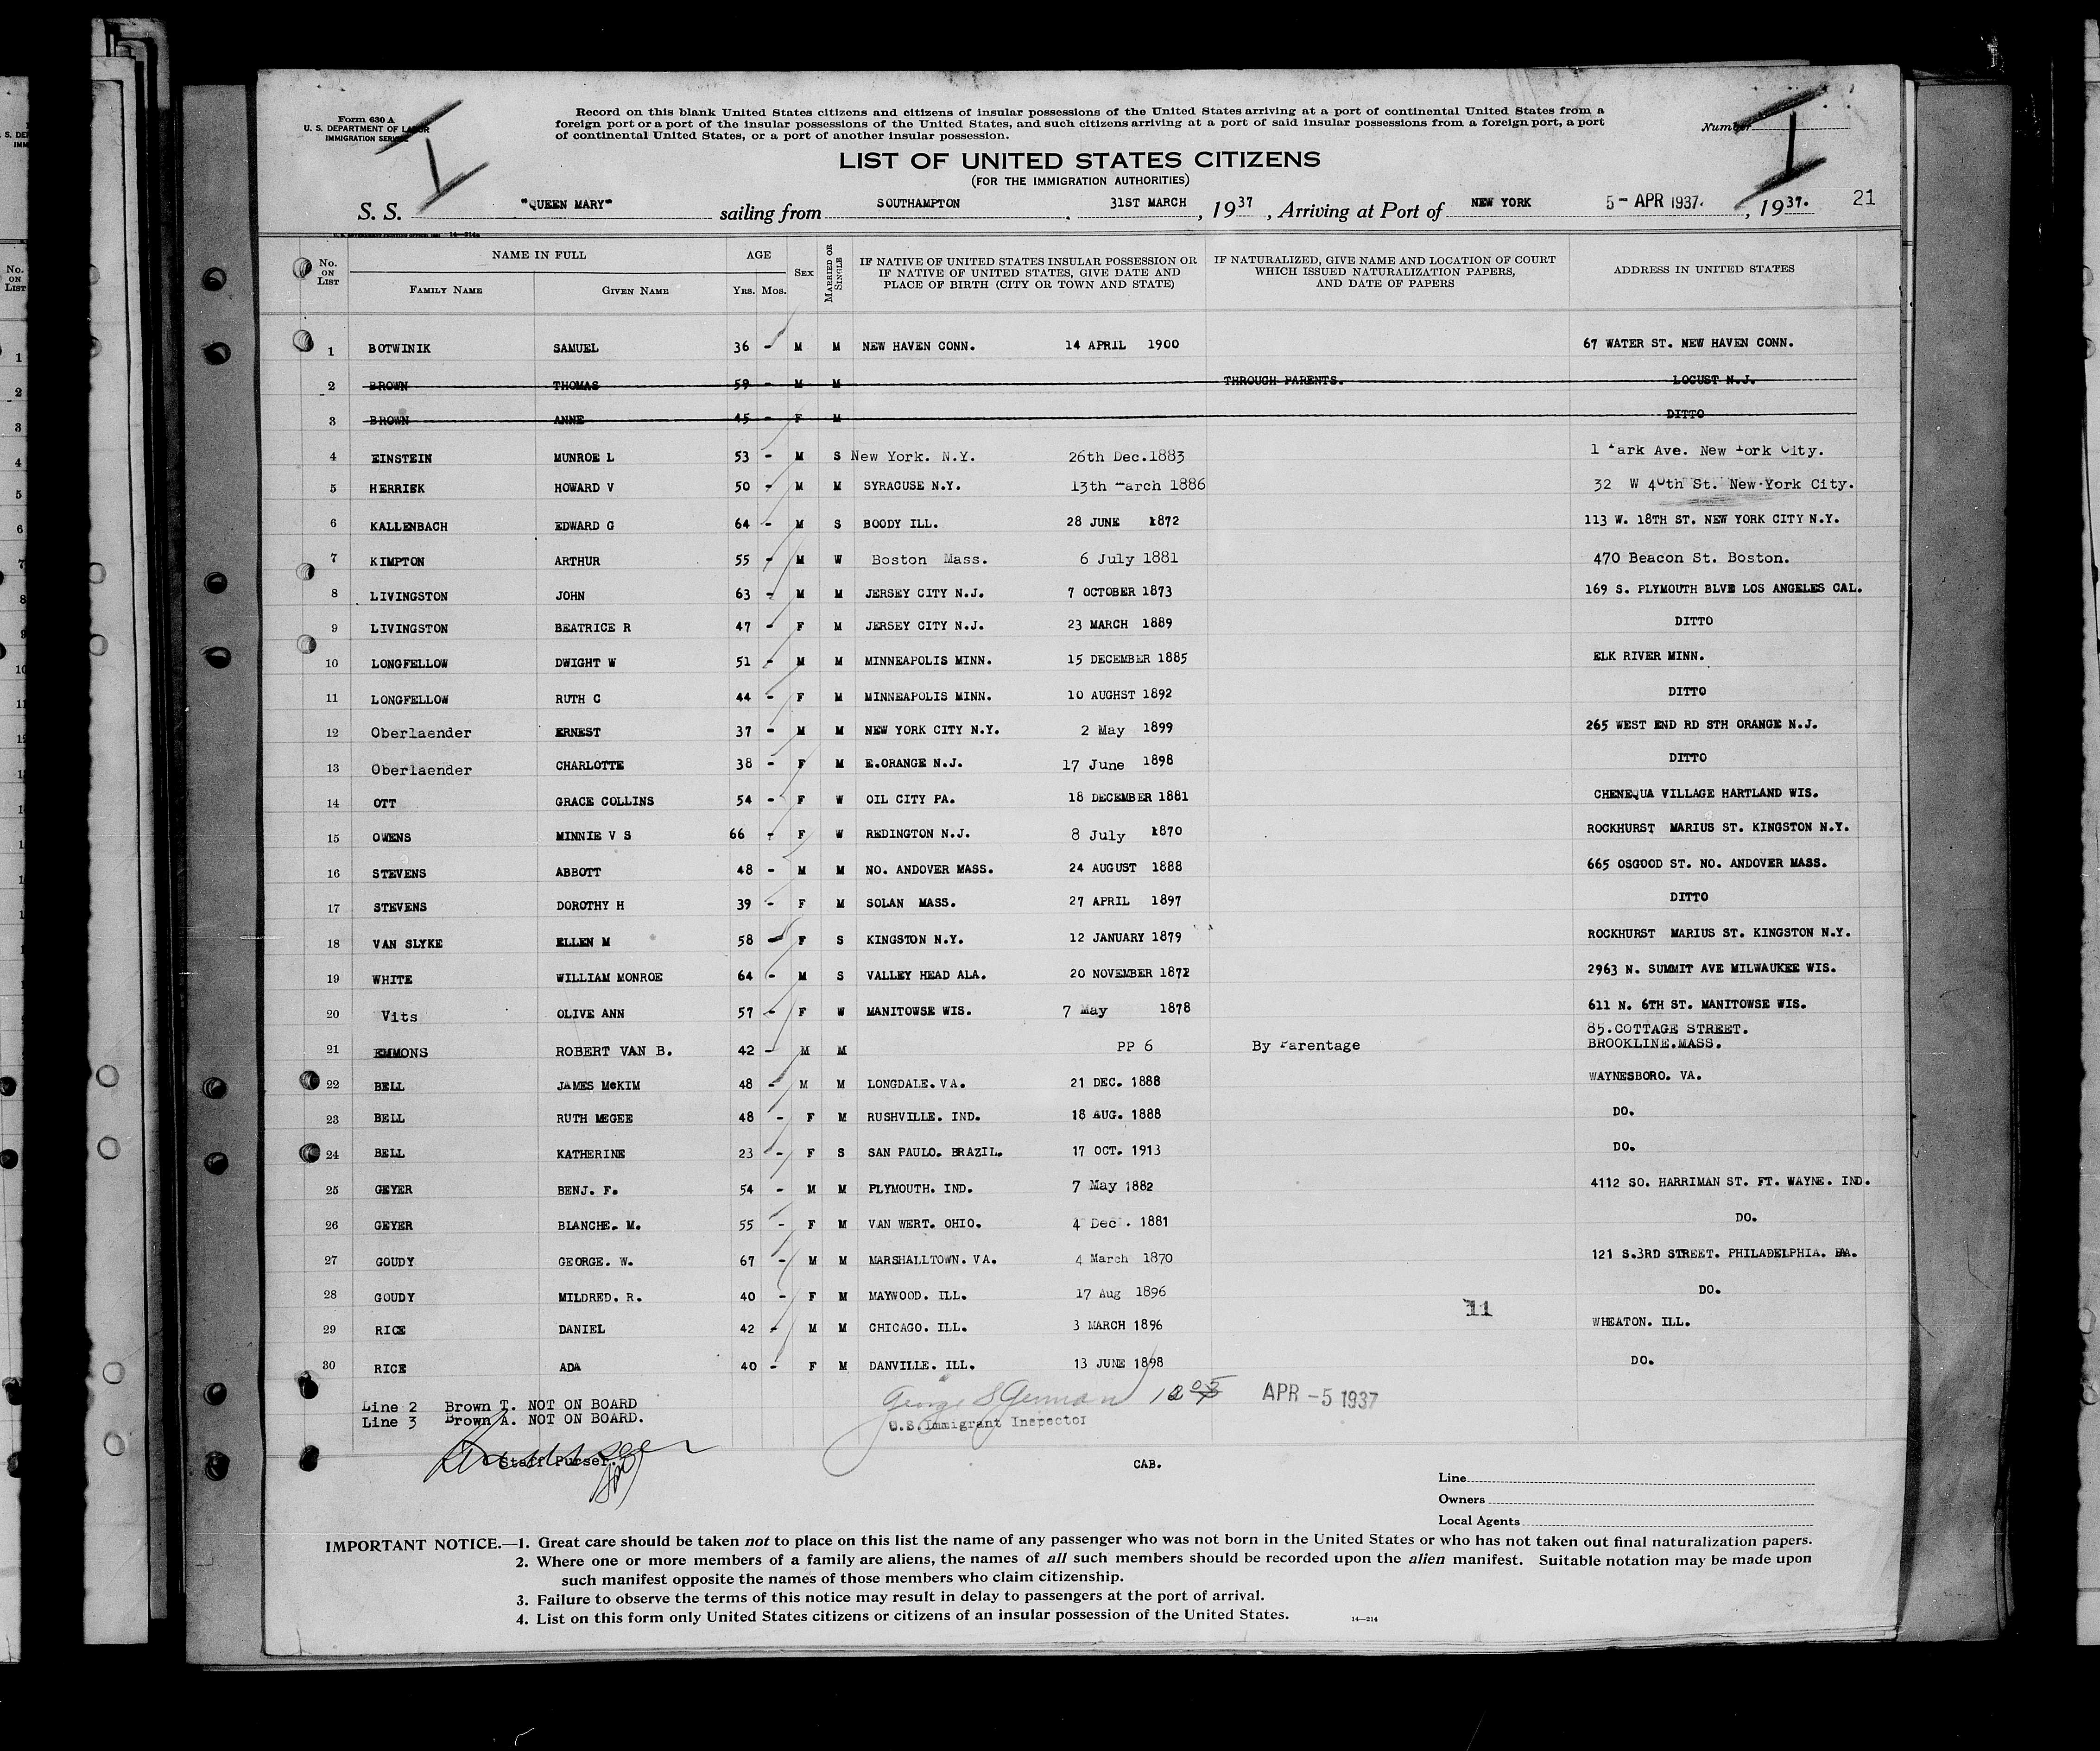 Form 630 A
U. S. DEPARTMENT OF LABOR
IMMIGRATION SERVICE
Record on this blank United States citizens and citizens of insular possessions of the United States arriving at a port of continental United States from a
foreign port or a port of the insular possessions of the United States, and such citizens arriving at a port of said insular possessions from a foreign port, a port
of continental United States, or a port of another insular possession.
Number
I I
LIST OF UNITED STATES CITIZENS
(FOR THE IMMIGRATION AUTHORITIES)
S. S. "QUEEN MARY" sailing from SOUTHAMPTON, 31ST MARCH, 1937, Arriving at Port of NEW YORK 5- APR 1937, 1937. 21
No. ON LIST NAME IN FULL FAMILY NAME GIVEN NAME AGE YRS. MOS. SEX MARRIED OR SINGLE IF NATIVE OF UNITED STATES INSULAR POSSESSION OR IF NATIVE OF UNITED STATES, GIVE DATE AND PLACE OF BIRTH (CITY OR TOWN AND STATE) IF NATURALIZED, GIVE NAME AND LOCATION OF COURT WHICH ISSUED NATURALIZATION PAPERS, AND DATE OF PAPERS ADDRESS IN UNITED STATES
1 BOTWINIK SAMUEL 36 - M M NEW HAVEN CONN. 14 APRIL 1900 67 WATER ST. NEW HAVEN CONN.
2 BROWN THOMAS 59 - M M THROUGH PARENTS. LOCUST N.J.
3 BROWN ANNE 45 - F M DITTO
4 EINSTEIN MUNROE L 53 - M S New York. N.Y. 26th Dec.1883 1 Park Ave. New York City.
5 HERRISK HOWARD V 50 - M M SYRACUSE N.Y. 13th March 1886 32 W 40th St. New York City.
6 KALLENBACH EDWARD G 64 - M S BOODY ILL. 28 JUNE 1872 113 W. 18TH ST. NEW YORK CITY N.Y.
7 KIMPTON ARTHUR 55 - M W Boston Mass. 6 July 1881 470 Beacon St. Boston.
8 LIVINGSTON JOHN 63 - M M JERSEY CITY N.J. 7 OCTOBER 1873 169 S. PLYMOUTH BLVE LOS ANGELES CAL.
9 LIVINGSTON BEATRICE R 47 - F M JERSEY CITY N.J. 23 MARCH 1889 DITTO
10 LONGFELLOW DWIGHT W 51 - M M MINNEAPOLIS MINN. 15 DECEMBER 1885 ELK RIVER MINN.
11 LONGFELLOW RUTH C 44 - F M MINNEAPOLIS MINN. 10 AUGHST 1892 DITTO
12 Oberlaender ERNEST 37 - M M NEW YORK CITY N.Y. 2 May 1899 265 WEST END RD STH ORANGE N.J.
13 Oberlaender CHARLOTTE 38 - F M E.ORANGE N.J. 17 June 1898 DITTO
14 OTT GRACE COLLINS 54 - F W OIL CITY PA. 18 DECEMBER 1881 CHENEQUA VILLAGE HARTLAND WIS.
15 OWENS MINNIE V S 66 - F W REDINGTON N.J. 8 July 1870 ROCKHURST MARIUS ST. KINGSTON N.Y.
16 STEVENS ABBOTT 48 - M M NO. ANDOVER MASS. 24 AUGUST 1888 665 OSGOOD ST. NO. ANDOVER MASS.
17 STEVENS DOROTHY H 39 - F M SOLAN MASS. 27 APRIL 1897 DITTO
18 VAN SLYKE ELLEN M 58 - F S KINGSTON N.Y. 12 JANUARY 1879 ROCKHURST MARIUS ST. KINGSTON N.Y.
19 WHITE WILLIAM MONROE 64 - M S VALLEY HEAD ALA. 20 NOVEMBER 1872 2963 N. SUMMIT AVE MILWAUKEE WIS.
20 Vits OLIVE ANN 57 - F W MANITOWSE WIS. 7 May 1878 611 N. 6TH ST. MANITOWSE WIS.
21 EMMONS ROBERT VAN B. 42 - M M PP 6 By Parentage 85.COTTAGE STREET. BROOKLINE.MASS.
22 BELL JAMES McKIM 48 - M M LONGDALE. VA. 21 DEC. 1888 WAYNESBORO. VA.
23 BELL RUTH MEGEE 48 - F M RUSHVILLE. IND. 18 AUG. 1888 DO.
24 BELL KATHERINE 23 - F S SAN PAULO. BRAZIL. 17 OCT. 1913 DO.
25 GEYER BENJ. F. 54 - M M PLYMOUTH. IND. 7 May 1882 4112 SO. HARRIMAN ST. FT. WAYNE. IND.
26 GEYER BLANCHE. M. 55 - F M VAN WERT. OHIO. 4 Dec. 1881 DO.
27 GOUDY GEORGE. W. 67 - M M MARSHALLTOWN. VA. 4 March 1870 121 S.3RD STREET. PHILADELPHIA. PA.
28 GOUDY MILDRED. R. 40 - F M MAYWOOD. ILL. 17 Aug 1896 DO.
11
29 RICE DANIEL 42 - M M CHICAGO. ILL. 3 MARCH 1896 WHEATON. ILL.
30 RICE ADA 40 - F M DANVILLE. ILL. 13 JUNE 1898 DO.
Line 2 Brown T. NOT ON BOARD
Line 3 Brown A. NOT ON BOARD.
George S German APR -5 1937
U.S.Immigrant Inspector
Staff Purser.
CAB.
Line
Owners
Local Agents
IMPORTANT NOTICE.—1. Great care should be taken not to place on this list the name of any passenger who was not born in the United States or who has not taken out final naturalization papers.
2. Where one or more members of a family are aliens, the names of all such members should be recorded upon the alien manifest. Suitable notation may be made upon
such manifest opposite the names of those members who claim citizenship.
3. Failure to observe the terms of this notice may result in delay to passengers at the port of arrival.
4. List on this form only United States citizens or citizens of an insular possession of the United States.
14—214